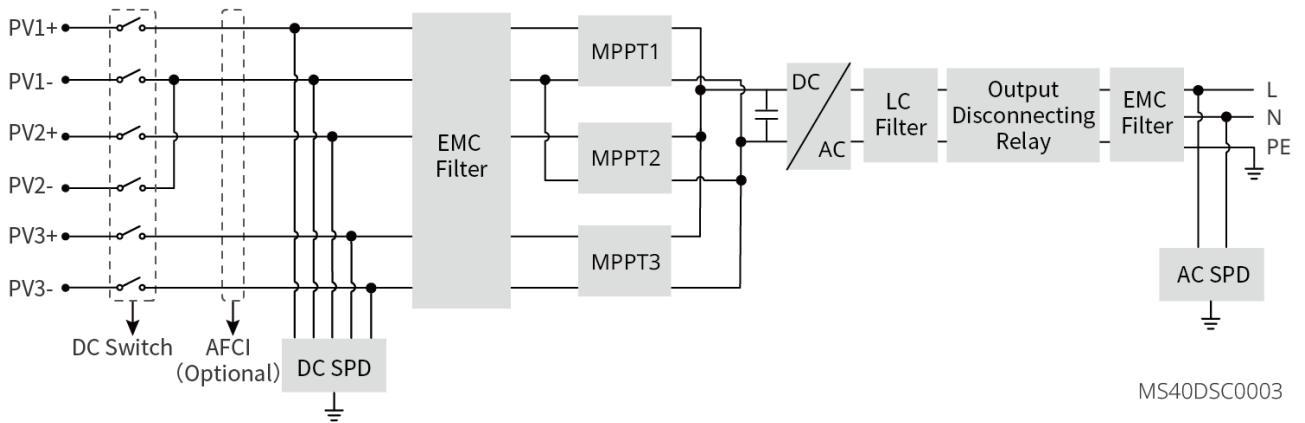 PV1+
PV1-
PV2+
PV2-
PV3+
PV3-
DC Switch
AFCI
(Optional)
DC SPD
EMC
Filter
MPPT1
MPPT2
MPPT3
DC
AC
LC
Filter
Output
Disconnecting
Relay
EMC
Filter
L
N
PE
AC SPD
MS40DSC0003